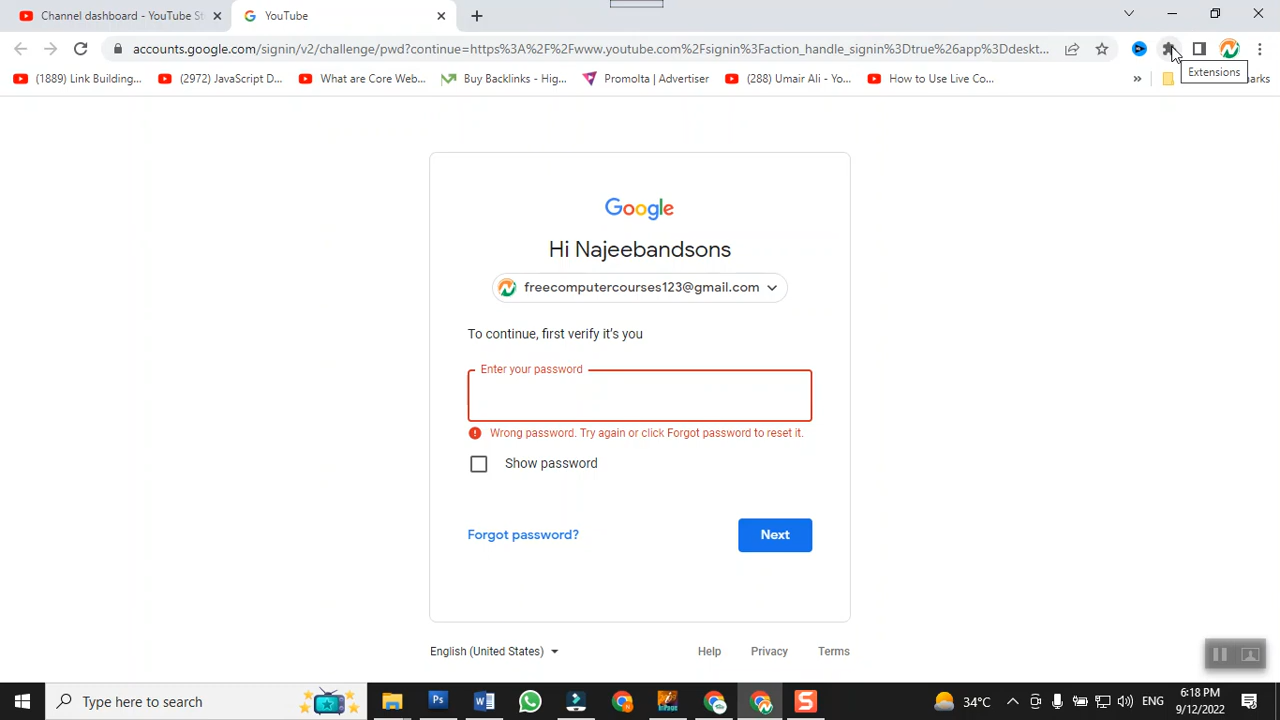 Channel dashboard - YouTube St
YouTube
accounts.google.com/signin/v2/challenge/pwd?continue=https%3A%2F%2Fwww.youtube.com%2Fsignin%3Faction_handle_signin%3Dtrue%26app%3Ddeskt...
(1889) Link Building...
(2972) JavaScript D...
What are Core Web...
Buy Backlinks - Hig...
Promolta | Advertiser
(288) Umair Ali - Yo...
How to Use Live Co...
»
arks
Extensions
Google
Hi Najeebandsons
freecomputercourses123@gmail.com
To continue, first verify it's you
Enter your password
Wrong password. Try again or click Forgot password to reset it.
Show password
Forgot password?
Next
English (United States)
Help
Privacy
Terms
Type here to search
34°C
ENG
6:18 PM
9/12/2022